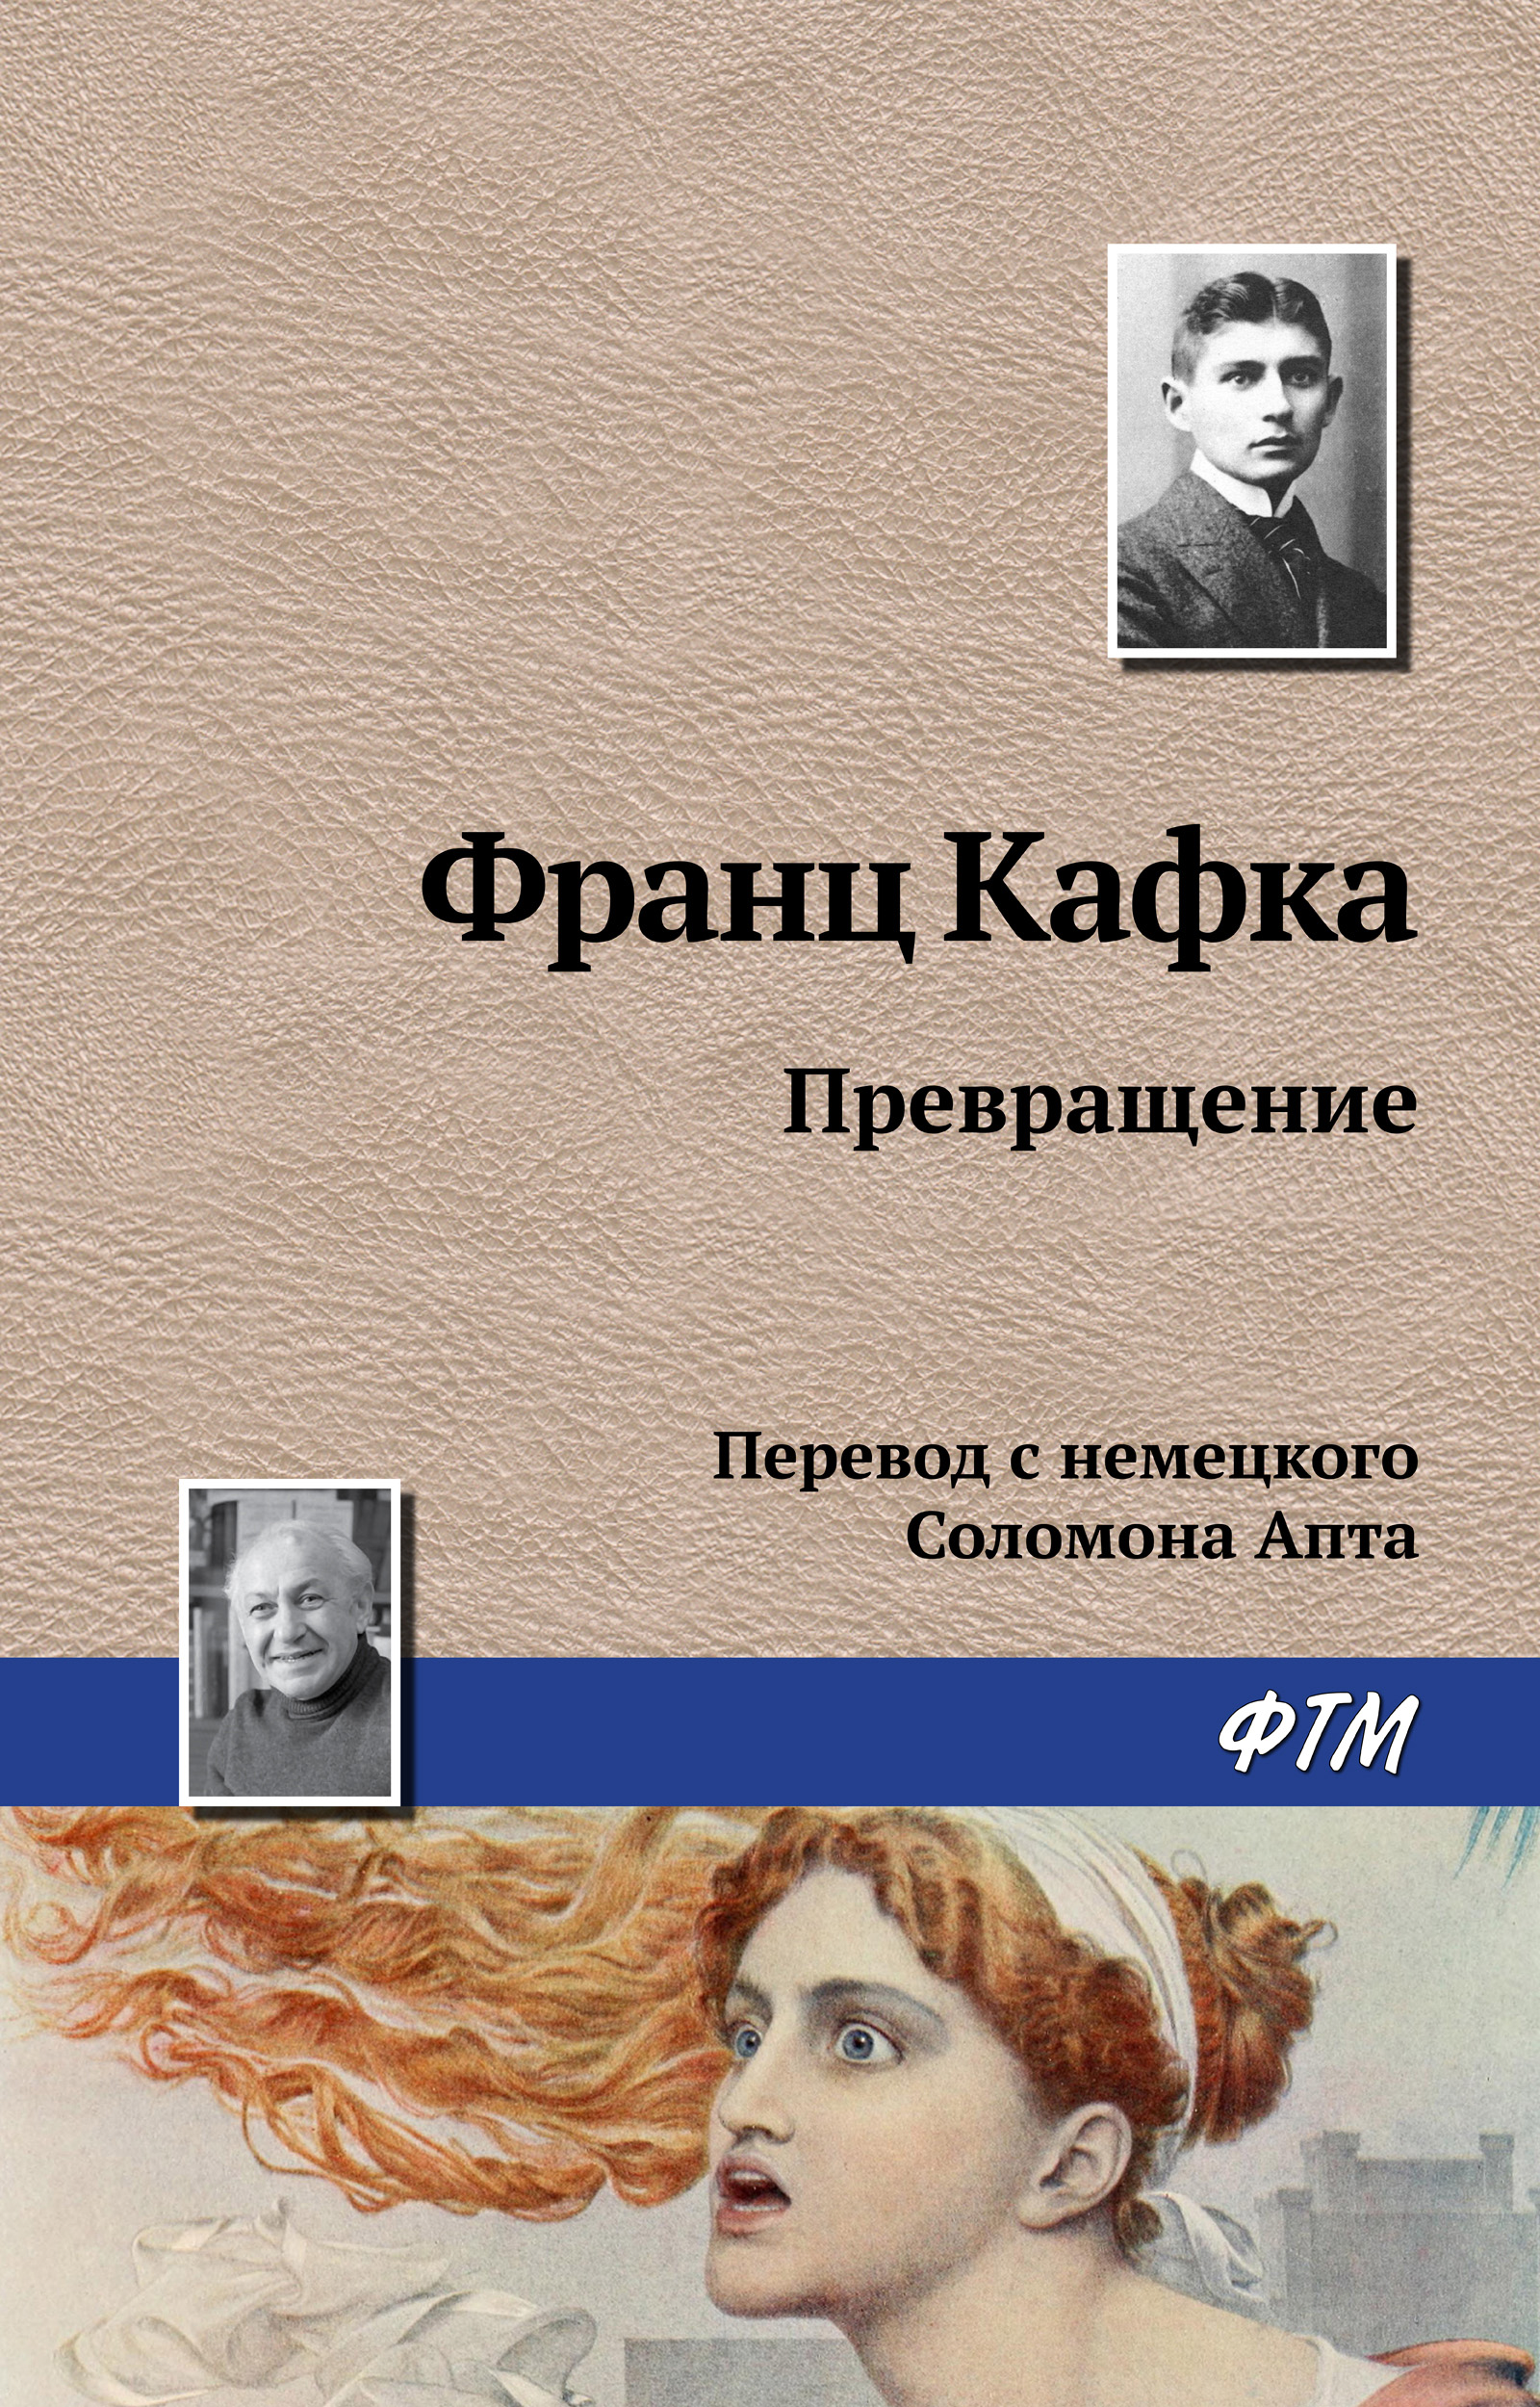 Франц Кафка
Превращение
Перевод с немецкого
Соломона Апта
ФТМ